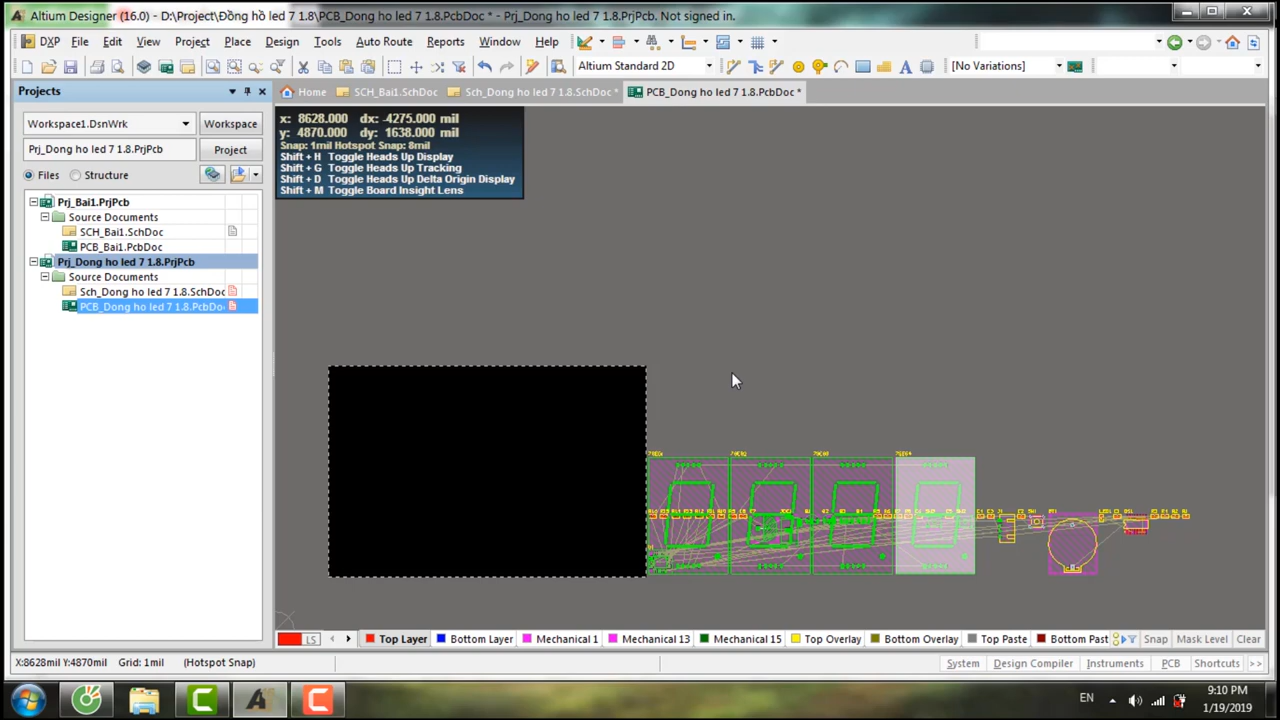 Altium Designer (16.0) - D:\Project\Đồng hồ led 7 1.8\PCB_Dong ho led 7 1.8.PcbDoc * - Prj_Dong ho led 7 1.8.PrjPcb. Not signed in.
DXP File Edit View Project Place Design Tools Auto Route Reports Window Help
Altium Standard 2D [No Variations]
Projects
Home SCH_Bai1.SchDoc Sch_Dong ho led 7 1.8.SchDoc * PCB_Dong ho led 7 1.8.PcbDoc *
Workspace1.DsnWrk Workspace
Prj_Dong ho led 7 1.8.PrjPcb Project
Files Structure
Prj_Bai1.PrjPcb
Source Documents
SCH_Bai1.SchDoc
PCB_Bai1.PcbDoc
Prj_Dong ho led 7 1.8.PrjPcb
Source Documents
Sch_Dong ho led 7 1.8.SchDoc
PCB_Dong ho led 7 1.8.PcbDo
x: 8628.000 dx: -4275.000 mil
y: 4870.000 dy: 1638.000 mil
Snap: 1mil Hotspot Snap: 8mil
Shift + H Toggle Heads Up Display
Shift + G Toggle Heads Up Tracking
Shift + D Toggle Heads Up Delta Origin Display
Shift + M Toggle Board Insight Lens
LS Top Layer Bottom Layer Mechanical 1 Mechanical 13 Mechanical 15 Top Overlay Bottom Overlay Top Paste Bottom Past Snap Mask Level Clear
X:8628mil Y:4870mil Grid: 1mil (Hotspot Snap) System Design Compiler Instruments PCB Shortcuts >>
EN 9:10 PM
1/19/2019